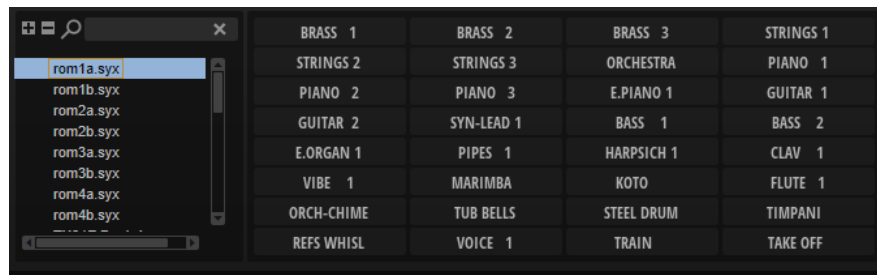 rom1a.syx
rom1b.syx
rom2a.syx
rom2b.syx
rom3a.syx
rom3b.syx
rom4a.syx
rom4b.syx
BRASS 1 BRASS 2 BRASS 3 STRINGS 1
STRINGS 2 STRINGS 3 ORCHESTRA PIANO 1
PIANO 2 PIANO 3 E.PIANO 1 GUITAR 1
GUITAR 2 SYN-LEAD 1 BASS 1 BASS 2
E.ORGAN 1 PIPES 1 HARPSICH 1 CLAV 1
VIBE 1 MARIMBA KOTO FLUTE 1
ORCH-CHIME TUB BELLS STEEL DRUM TIMPANI
REFS WHISL VOICE 1 TRAIN TAKE OFF